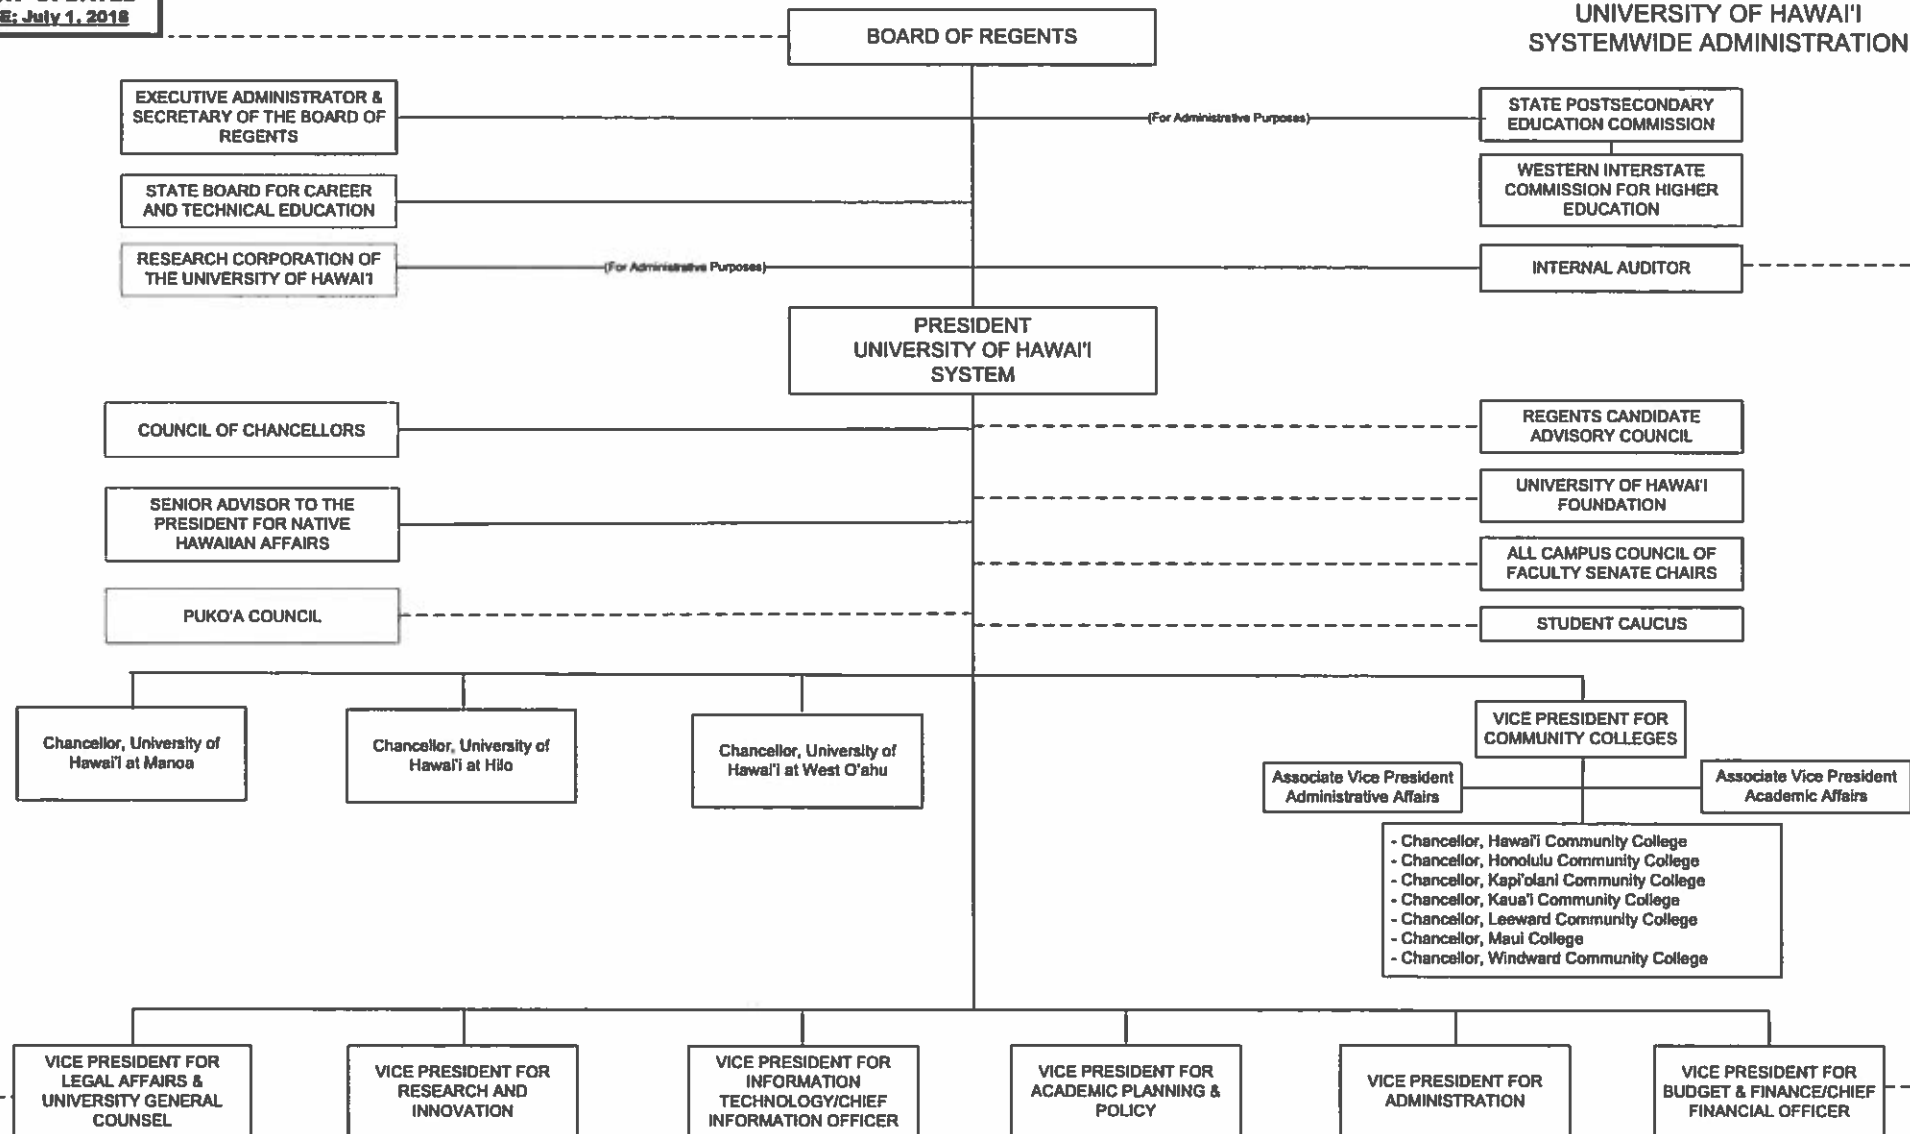 E: July 1, 2018
UNIVERSITY OF HAWAI'I
SYSTEMWIDE ADMINISTRATION
BOARD OF REGENTS
EXECUTIVE ADMINISTRATOR &
SECRETARY OF THE BOARD OF
REGENTS
(For Administrative Purposes)
STATE POSTSECONDARY
EDUCATION COMMISSION
STATE BOARD FOR CAREER
AND TECHNICAL EDUCATION
WESTERN INTERSTATE
COMMISSION FOR HIGHER
EDUCATION
RESEARCH CORPORATION OF
THE UNIVERSITY OF HAWAI'I
(For Administrative Purposes)
INTERNAL AUDITOR
PRESIDENT
UNIVERSITY OF HAWAI'I
SYSTEM
COUNCIL OF CHANCELLORS
REGENTS CANDIDATE
ADVISORY COUNCIL
SENIOR ADVISOR TO THE
PRESIDENT FOR NATIVE
HAWAIIAN AFFAIRS
UNIVERSITY OF HAWAI'I
FOUNDATION
ALL CAMPUS COUNCIL OF
FACULTY SENATE CHAIRS
PUKO'A COUNCIL
STUDENT CAUCUS
Chancellor, University of
Hawai'i at Manoa
Chancellor, University of
Hawai'i at Hilo
Chancellor, University of
Hawai'i at West O'ahu
VICE PRESIDENT FOR
COMMUNITY COLLEGES
Associate Vice President
Administrative Affairs
Associate Vice President
Academic Affairs
- Chancellor, Hawai'i Community College
- Chancellor, Honolulu Community College
- Chancellor, Kapi'olani Community College
- Chancellor, Kaua'i Community College
- Chancellor, Leeward Community College
- Chancellor, Maui College
- Chancellor, Windward Community College
VICE PRESIDENT FOR
LEGAL AFFAIRS &
UNIVERSITY GENERAL
COUNSEL
VICE PRESIDENT FOR
RESEARCH AND
INNOVATION
VICE PRESIDENT FOR
INFORMATION
TECHNOLOGY/CHIEF
INFORMATION OFFICER
VICE PRESIDENT FOR
ACADEMIC PLANNING &
POLICY
VICE PRESIDENT FOR
ADMINISTRATION
VICE PRESIDENT FOR
BUDGET & FINANCE/CHIEF
FINANCIAL OFFICER